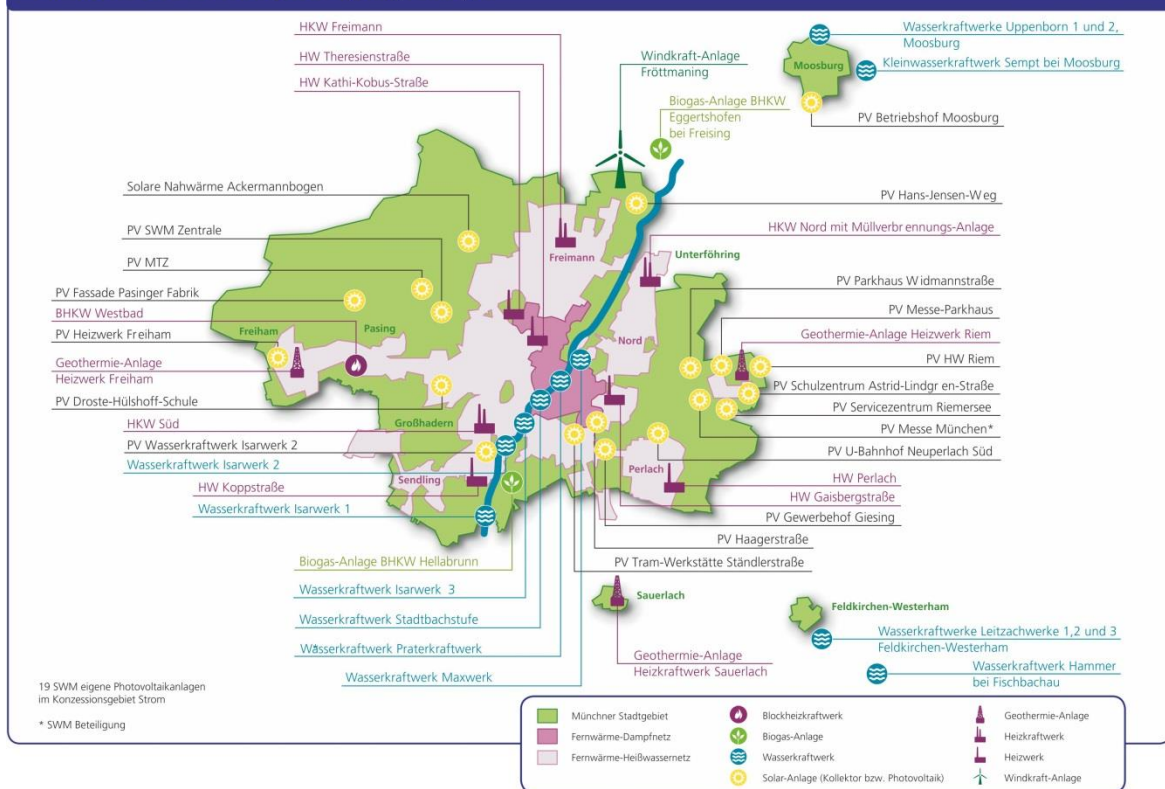 HKW Freimann
HW Theresienstraße
HW Kathi-Kobus-Straße
Windkraft-Anlage
Fröttmaning
Biogas-Anlage BHKW
Eggertshofen
bei Freising
Wasserkraftwerke Uppenborn 1 und 2,
Moosburg
Moosburg
Kleinwasserkraftwerk Sempt bei Moosburg
PV Betriebshof Moosburg
Solare Nahwärme Ackermannbogen
PV SWM Zentrale
PV MTZ
PV Fassade Pasinger Fabrik
BHKW Westbad
PV Heizwerk Freiham
Geothermie-Anlage
Heizwerk Freiham
PV Droste-Hülshoff-Schule
HKW Süd
PV Wasserkraftwerk Isarwerk 2
Wasserkraftwerk Isarwerk 2
HW Koppstraße
Wasserkraftwerk Isarwerk 1
Biogas-Anlage BHKW Hellabrunn
Wasserkraftwerk Isarwerk 3
Wasserkraftwerk Stadtbachstufe
Wasserkraftwerk Praterkraftwerk
*
Wasserkraftwerk Maxwerk
Freimann
Unterföhring
Freiham
Pasing
Nord
Großhadern
Sendling
Perlach
PV Hans-Jensen-Weg
HKW Nord mit Müllverbrennungs-Anlage
PV Parkhaus Widmannstraße
PV Messe-Parkhaus
Geothermie-Anlage Heizwerk Riem
PV HW Riem
PV Schulzentrum Astrid-Lindgren-Straße
PV Servicezentrum Riemersee
PV Messe München*
PV U-Bahnhof Neuperlach Süd
HW Perlach
HW Gaisbergstraße
PV Gewerbehof Giesing
PV Haagerstraße
PV Tram-Werkstätte Ständlerstraße
Sauerlach
Geothermie-Anlage
Heizkraftwerk Sauerlach
Feldkirchen-Westerham
Wasserkraftwerke Leitzachwerke 1,2 und 3
Feldkirchen-Westerham
Wasserkraftwerk Hammer
bei Fischbachau
19 SWM eigene Photovoltaikanlagen
im Konzessionsgebiet Strom
* SWM Beteiligung
Münchner Stadtgebiet
Fernwärme-Dampfnetz
Fernwärme-Heißwassernetz
Blockheizkraftwerk
Biogas-Anlage
Wasserkraftwerk
Solar-Anlage (Kollektor bzw. Photovoltaik)
Geothermie-Anlage
Heizkraftwerk
Heizwerk
Windkraft-Anlage